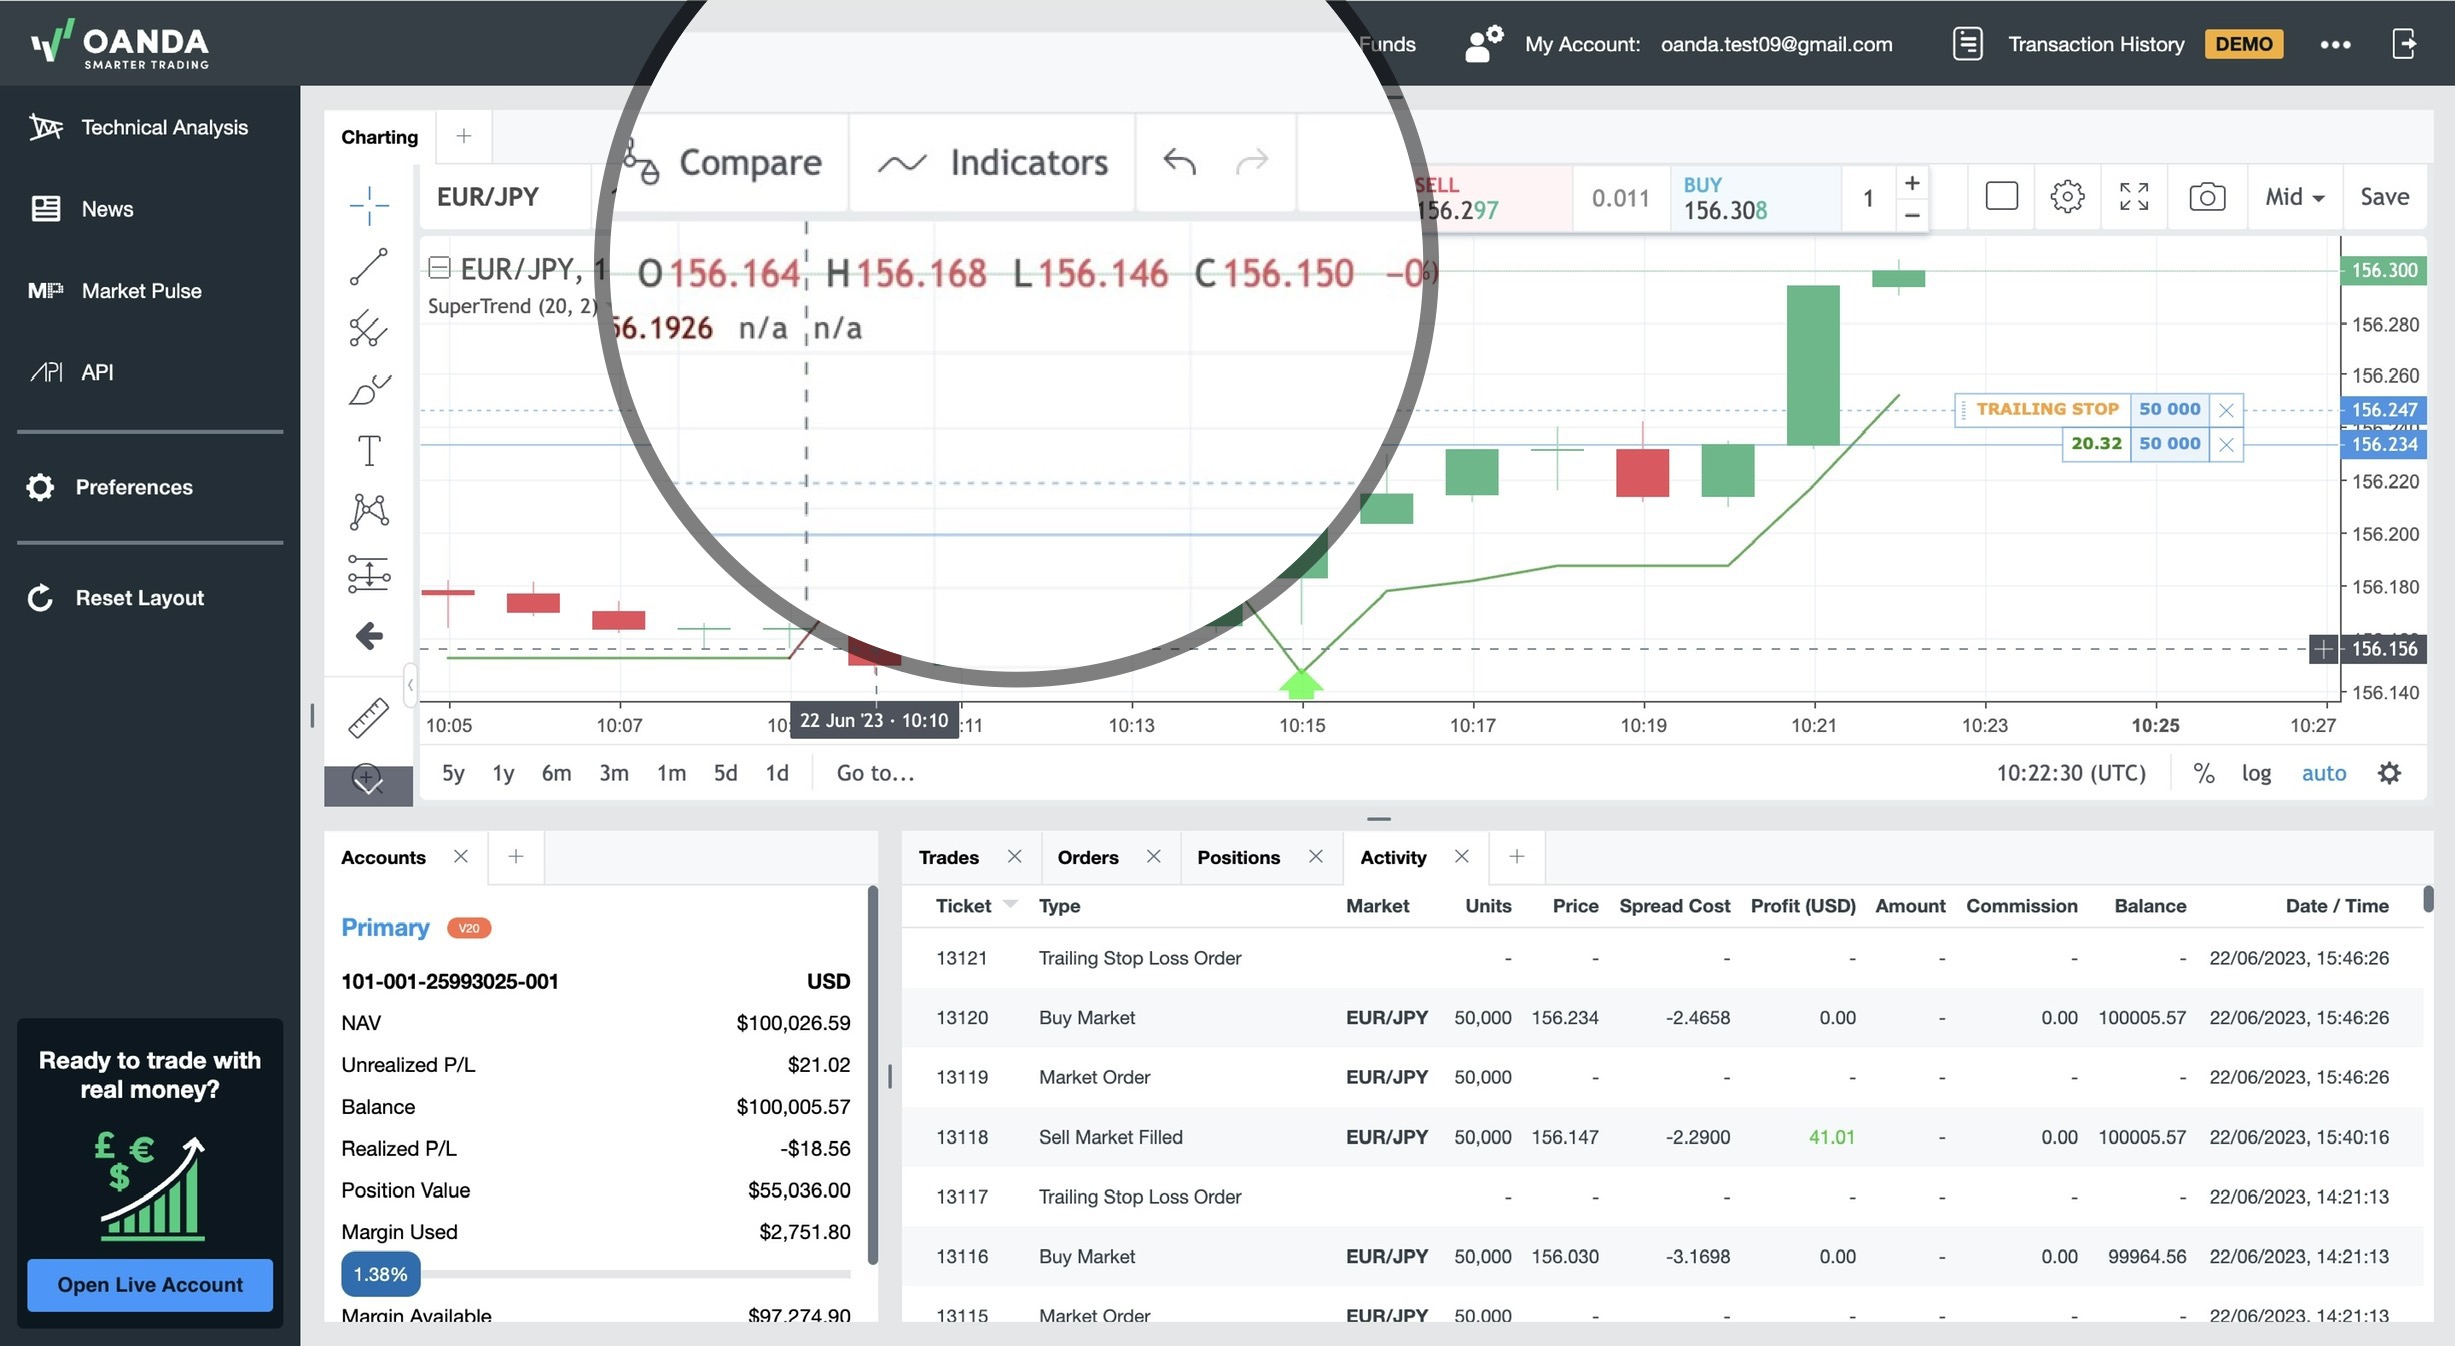 OANDA
SMARTER TRADING
Funds
My Account: oanda.test09@gmail.com
Transaction History
DEMO
Technical Analysis
News
Market Pulse
API
Preferences
Reset Layout
Ready to trade with
real money?
Open Live Account
Charting
EUR/JPY
Compare
Indicators
SELL
156.297
0.011
BUY
156.308
1
Mid
Save
EUR/JPY, 1
O156.164 H156.168 L156.146 C156.150
SuperTrend (20, 2)
n/a n/a
156.300
156.280
156.260
TRAILING STOP 50 000
156.247
20.32 50 000
156.234
156.220
156.200
156.180
156.156
156.140
10:05
10:07
22 Jun '23 · 10:10
10:13
10:15
10:17
10:19
10:21
10:23
10:25
10:27
5y 1y 6m 3m 1m 5d 1d Go to...
10:22:30 (UTC) % log auto
Accounts
Primary V20
101-001-25993025-001 USD
NAV $100,026.59
Unrealized P/L $21.02
Balance $100,005.57
Realized P/L -$18.56
Position Value $55,036.00
Margin Used $2,751.80
1.38%
Margin Available $97,274.90
Trades Orders Positions Activity
Ticket Type Market Units Price Spread Cost Profit (USD) Amount Commission Balance Date / Time
13121 Trailing Stop Loss Order - - - - - - - 22/06/2023, 15:46:26
13120 Buy Market EUR/JPY 50,000 156.234 -2.4658 0.00 - 0.00 100005.57 22/06/2023, 15:46:26
13119 Market Order EUR/JPY 50,000 - - - - - - 22/06/2023, 15:46:26
13118 Sell Market Filled EUR/JPY 50,000 156.147 -2.2900 41.01 - 0.00 100005.57 22/06/2023, 15:40:16
13117 Trailing Stop Loss Order - - - - - - - 22/06/2023, 14:21:13
13116 Buy Market EUR/JPY 50,000 156.030 -3.1698 0.00 - 0.00 99964.56 22/06/2023, 14:21:13
13115 Market Order EUR/JPY 50,000 - - - - - - 22/06/2023, 14:21:13